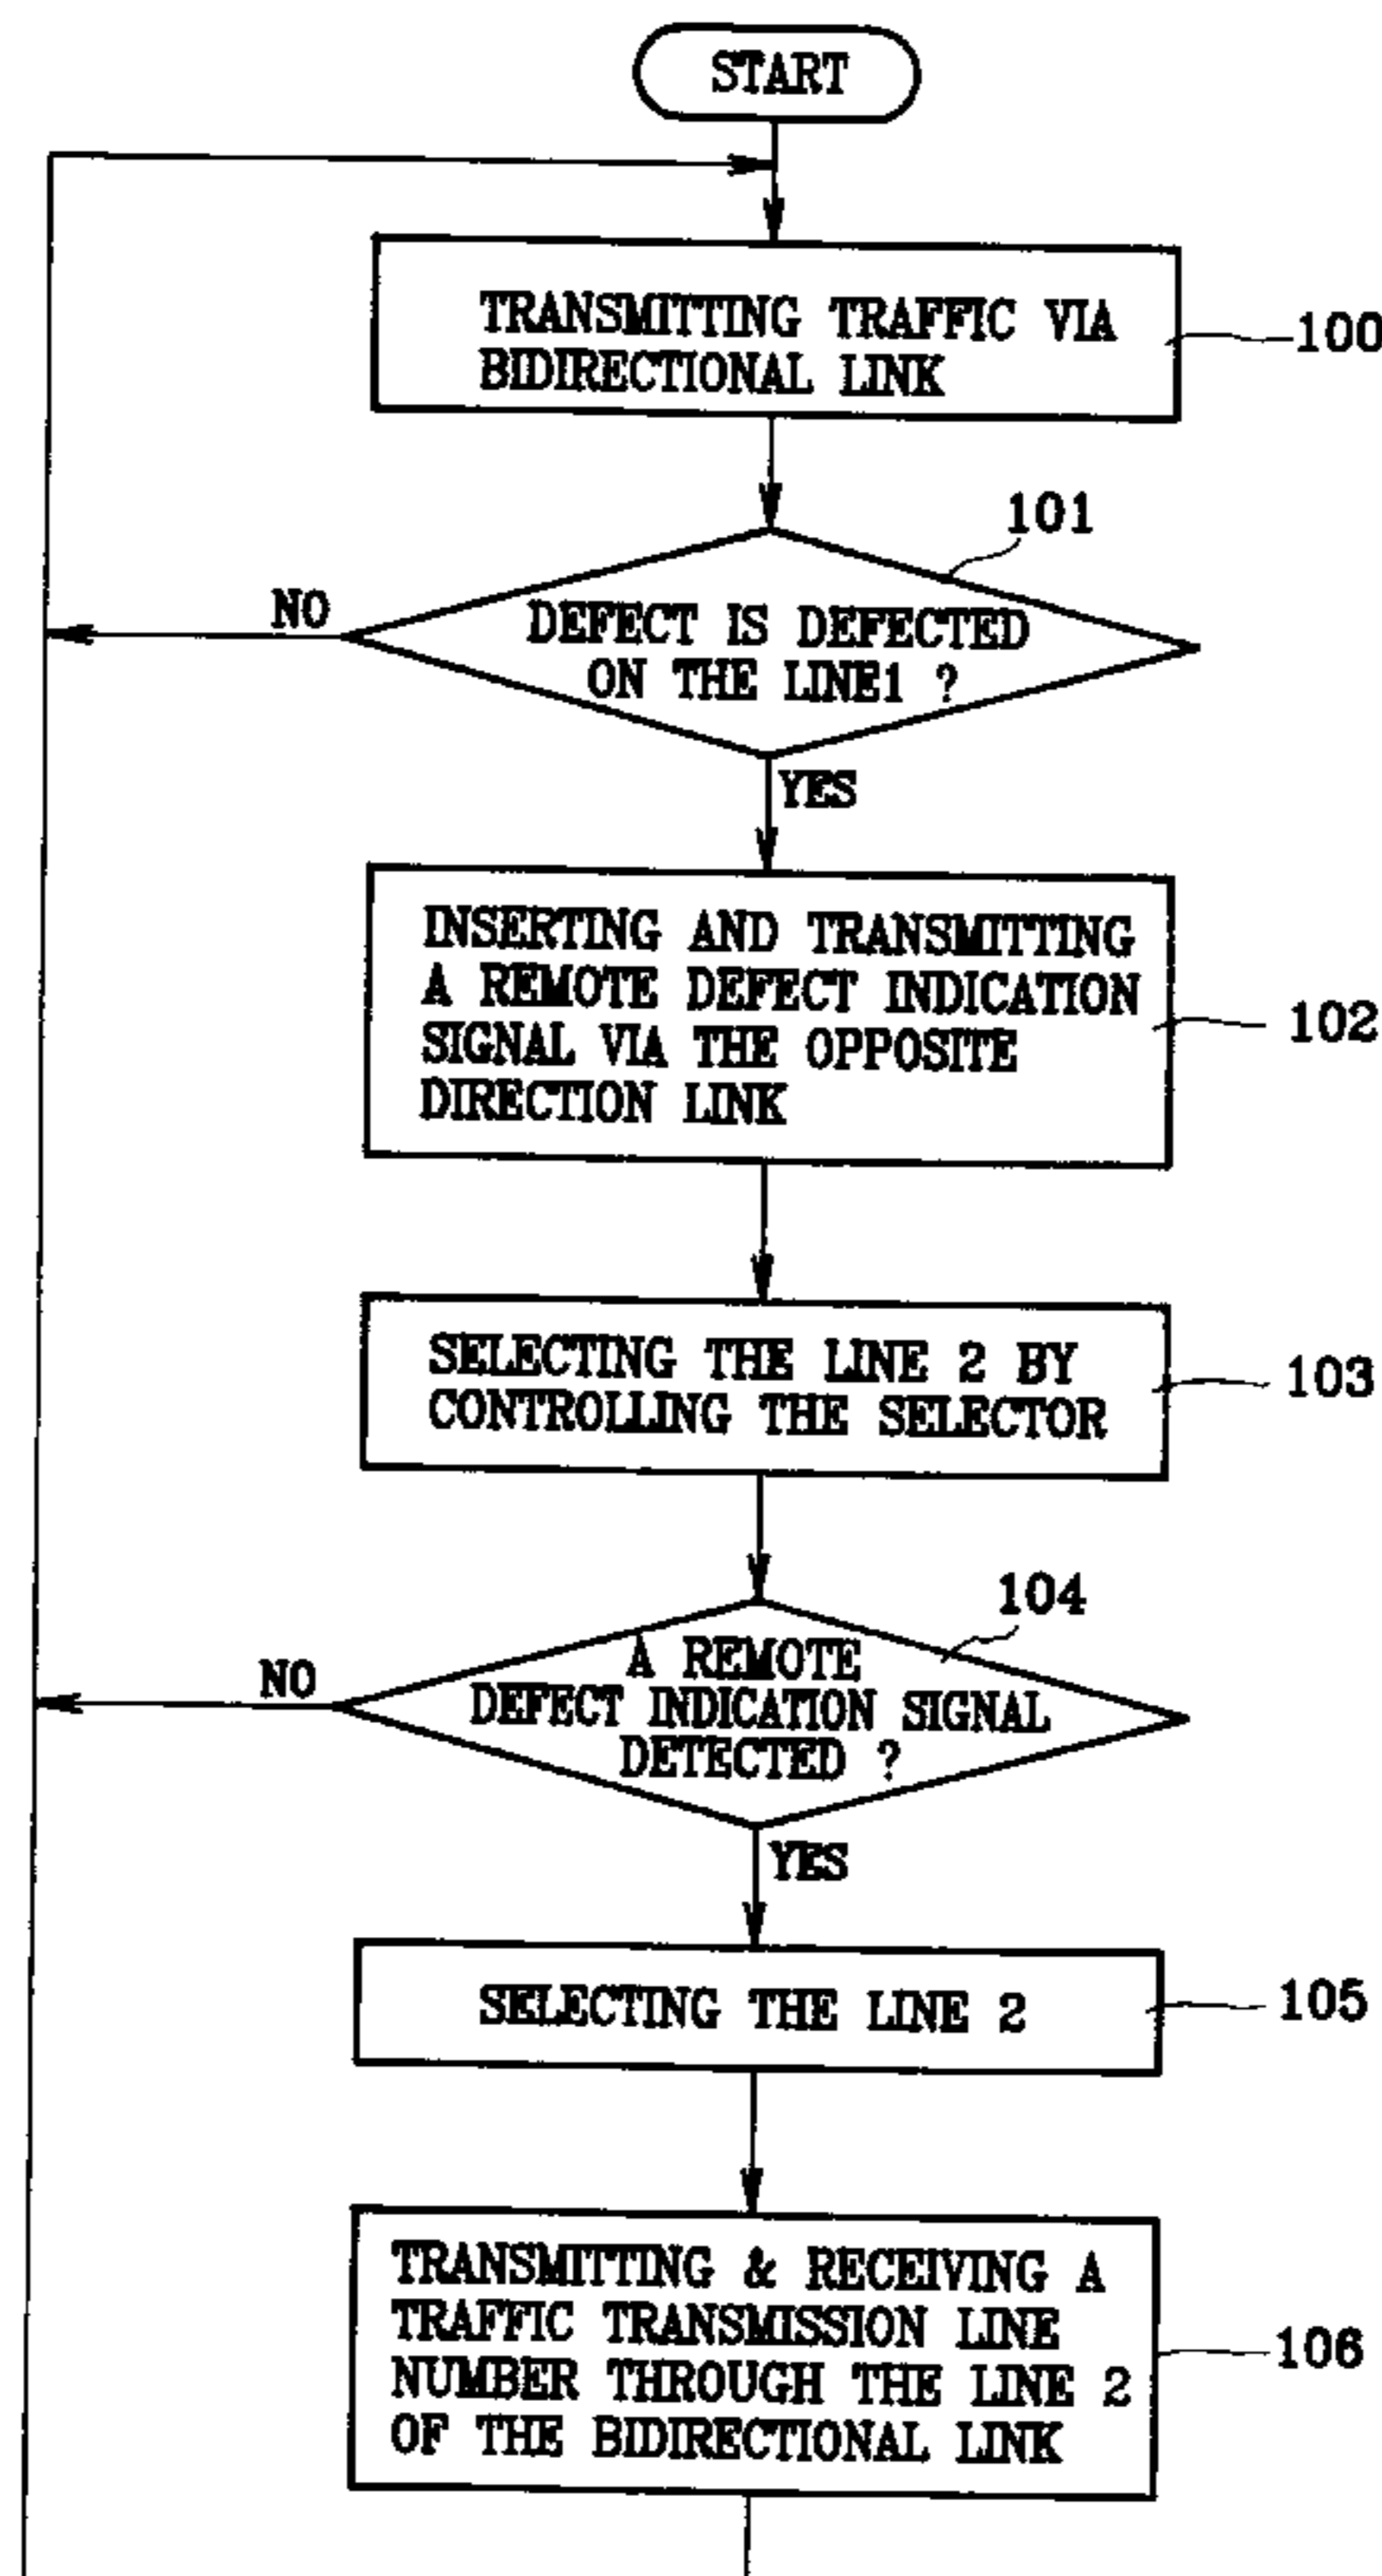 START
TRANSMITTING TRAFFIC VIA
BIDIRECTIONAL LINK
100
101
NO
DEFECT IS DEFECTED
ON THE LINE1 ?
YES
INSERTING AND TRANSMITTING
A REMOTE DEFECT INDICATION
SIGNAL VIA THE OPPOSITE
DIRECTION LINK
102
SELECTING THE LINE 2 BY
CONTROLLING THE SELECTOR
103
104
NO
A REMOTE
DEFECT INDICATION SIGNAL
DETECTED ?
YES
SELECTING THE LINE 2
105
TRANSMITTING & RECEIVING A
TRAFFIC TRANSMISSION LINE
NUMBER THROUGH THE LINE 2
OF THE BIDIRECTIONAL LINK
106